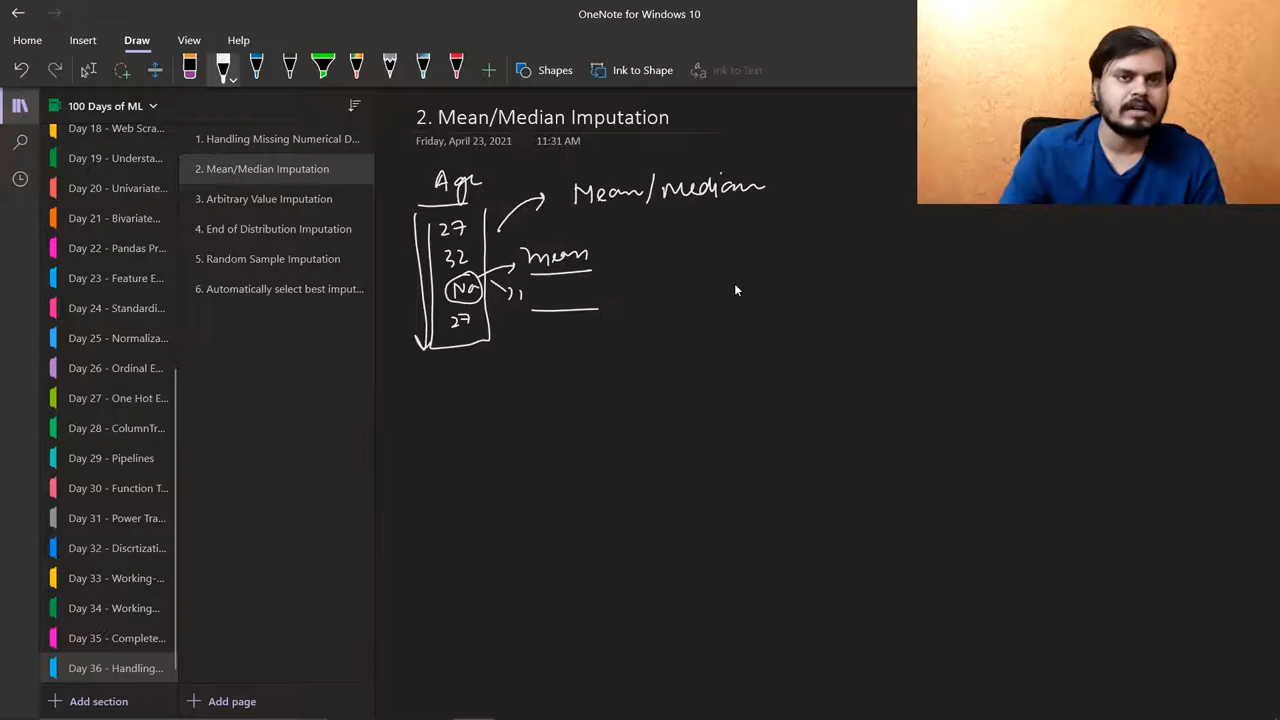 OneNote for Windows 10
Home
Insert
Draw
View
Help
Shapes
Ink to Shape
Ink to Text
100 Days of ML
Day 18 - Web Scra...
Day 19 - Understa...
Day 20 - Univariate...
Day 21 - Bivariate...
Day 22 - Pandas Pr...
Day 23 - Feature E...
Day 24 - Standardi...
Day 25 - Normaliza...
Day 26 - Ordinal E...
Day 27 - One Hot E...
Day 28 - ColumnTr...
Day 29 - Pipelines
Day 30 - Function T...
Day 31 - Power Tra...
Day 32 - Discrtizati...
Day 33 - Working-...
Day 34 - Working...
Day 35 - Complete...
Day 36 - Handling...
Add section
1. Handling Missing Numerical D...
2. Mean/Median Imputation
3. Arbitrary Value Imputation
4. End of Distribution Imputation
5. Random Sample Imputation
6. Automatically select best imput...
Add page
2. Mean/Median Imputation
Friday, April 23, 2021 11:31 AM
Age
Mean/Median
27
32
mean
Na
27